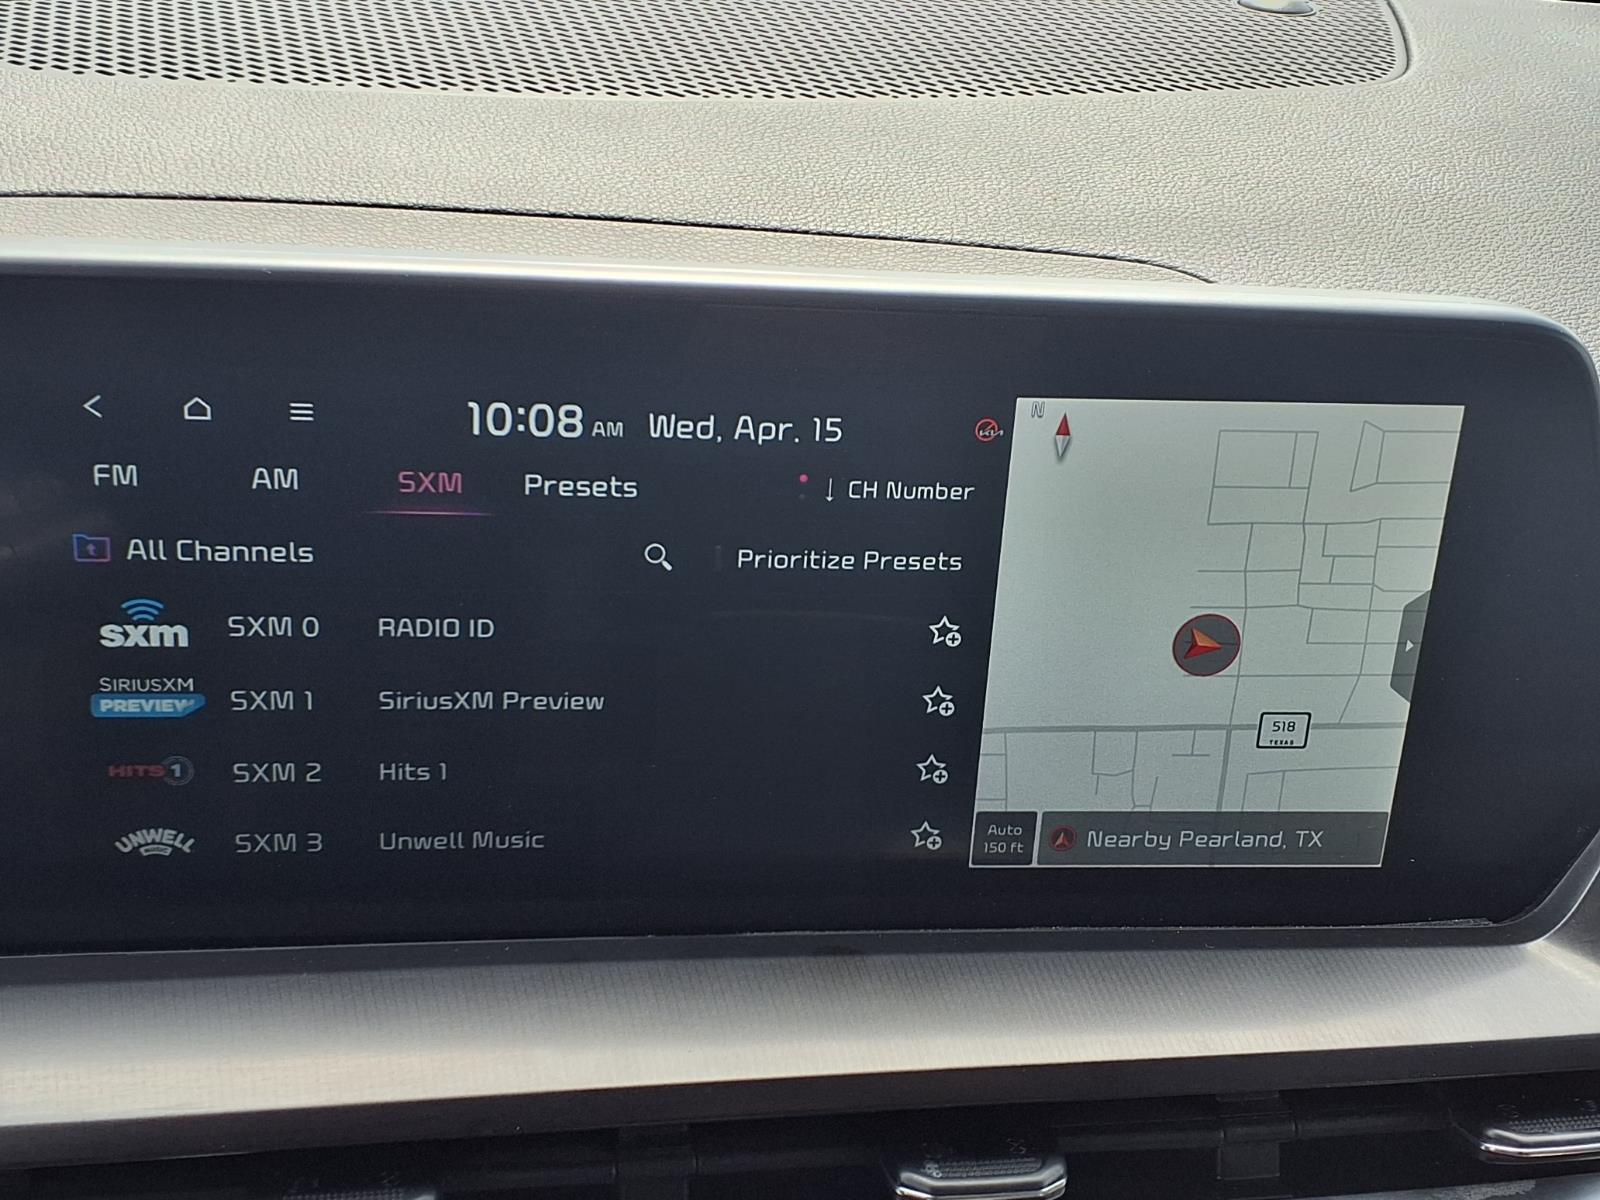 10:08 AM Wed, Apr. 15
FM AM SXM Presets ↓ CH Number
All Channels Prioritize Presets
sxm SXM 0 RADIO ID
SIRIUSXM
PREVIEW SXM 1 SiriusXM Preview
HITS 1 SXM 2 Hits 1
UNWELL
MUSIC SXM 3 Unwell Music
N
518
TEXAS
Auto
150 ft
Nearby Pearland, TX